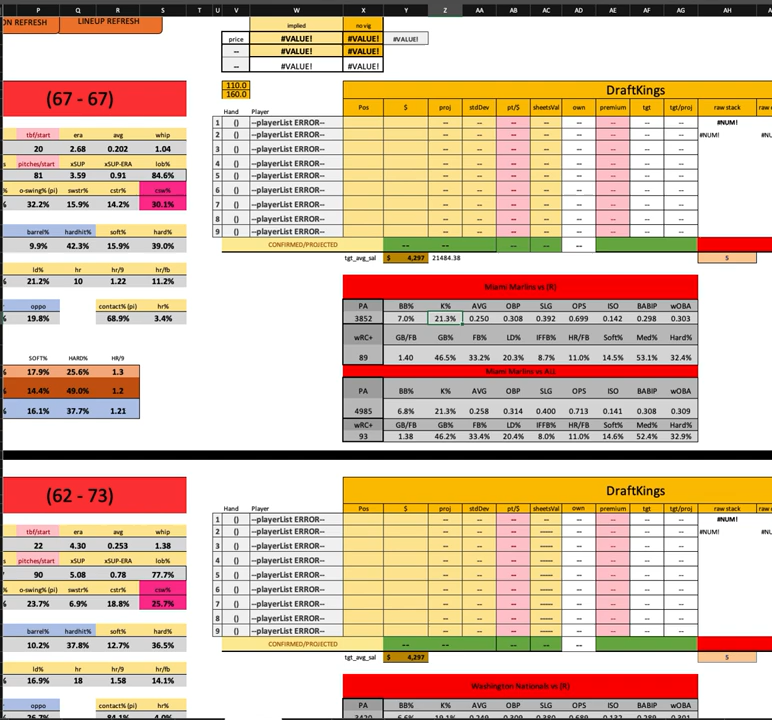 P Q R S T U V W X Y Z AA AB AC AD AE AF AG AH
ON REFRESH LINEUP REFRESH
implied no vig
price #VALUE! #VALUE! #VALUE!
-- #VALUE! #VALUE!
-- #VALUE! #VALUE!
110.0
160.0
(67 - 67) DraftKings
Hand Player Pos $ proj stdDev pt/$ sheetsVal own premium tgt tgt/proj raw stack
tbf/start era avg whip
20 2.68 0.202 1.04
pitches/start xSUP xSUP-ERA lob%
81 3.59 0.91 84.6%
o-swing% (pi) swstr% cstr% csw%
32.2% 15.9% 14.2% 30.1%
barrel% hardhit% soft% hard%
9.9% 42.3% 15.9% 39.0%
ld% hr hr/9 hr/fb
21.2% 10 1.22 11.2%
oppo contact% (pi) hr%
19.8% 68.9% 3.4%
SOFT% HARD% HR/9
17.9% 25.6% 1.3
14.4% 49.0% 1.2
16.1% 37.7% 1.21
1 () --playerList ERROR-- -- -- -- -- -- -- -- -- #NUM!
2 () --playerList ERROR-- -- -- -- -- -- -- -- -- #NUM!
3 () --playerList ERROR-- -- -- -- -- -- -- -- --
4 () --playerList ERROR-- -- -- -- -- -- -- -- --
5 () --playerList ERROR-- -- -- -- -- -- -- -- --
6 () --playerList ERROR-- -- -- -- -- -- -- -- --
7 () --playerList ERROR-- -- -- -- -- -- -- -- --
8 () --playerList ERROR-- -- -- -- -- -- -- -- --
9 () --playerList ERROR-- -- -- -- -- -- -- -- --
CONFIRMED/PROJECTED -- -- -- -- --
tgt_avg_sal $ 4,297 21484.38 5
Miami Marlins vs (R)
PA BB% K% AVG OBP SLG OPS ISO BABIP wOBA
3852 7.0% 21.3% 0.250 0.308 0.392 0.699 0.142 0.298 0.303
wRC+ GB/FB GB% FB% LD% IFFB% HR/FB Soft% Med% Hard%
89 1.40 46.5% 33.2% 20.3% 8.7% 11.0% 14.5% 53.1% 32.4%
Miami Marlins vs ALL
PA BB% K% AVG OBP SLG OPS ISO BABIP wOBA
4985 6.8% 21.3% 0.258 0.314 0.400 0.713 0.141 0.308 0.309
wRC+ GB/FB GB% FB% LD% IFFB% HR/FB Soft% Med% Hard%
93 1.38 46.2% 33.4% 20.4% 8.0% 11.0% 14.6% 52.4% 32.9%
(62 - 73) DraftKings
Hand Player Pos $ proj stdDev pt/$ sheetsVal own premium tgt tgt/proj raw stack
tbf/start era avg whip
22 4.30 0.253 1.38
pitches/start xSUP xSUP-ERA lob%
90 5.08 0.78 77.7%
o-swing% (pi) swstr% cstr% csw%
23.7% 6.9% 18.8% 25.7%
barrel% hardhit% soft% hard%
10.2% 37.8% 12.7% 36.5%
ld% hr hr/9 hr/fb
16.9% 18 1.58 14.1%
oppo contact% (pi) hr%
26.7% 84.1% 4.0%
1 () --playerList ERROR-- -- -- -- -- -- -- -- -- #NUM!
2 () --playerList ERROR-- -- -- -- ----- -- -- -- -- #NUM!
3 () --playerList ERROR-- -- -- -- ----- -- -- -- --
4 () --playerList ERROR-- -- -- -- ----- -- -- -- --
5 () --playerList ERROR-- -- -- -- ----- -- -- -- --
6 () --playerList ERROR-- -- -- -- ----- -- -- -- --
7 () --playerList ERROR-- -- -- -- ----- -- -- -- --
8 () --playerList ERROR-- -- -- -- ----- -- -- -- --
9 () --playerList ERROR-- -- -- -- ----- -- -- -- --
CONFIRMED/PROJECTED -- -- -- -- --
tgt_avg_sal $ 4,297 5
Washington Nationals vs (R)
PA BB% K% AVG OBP SLG OPS ISO BABIP wOBA